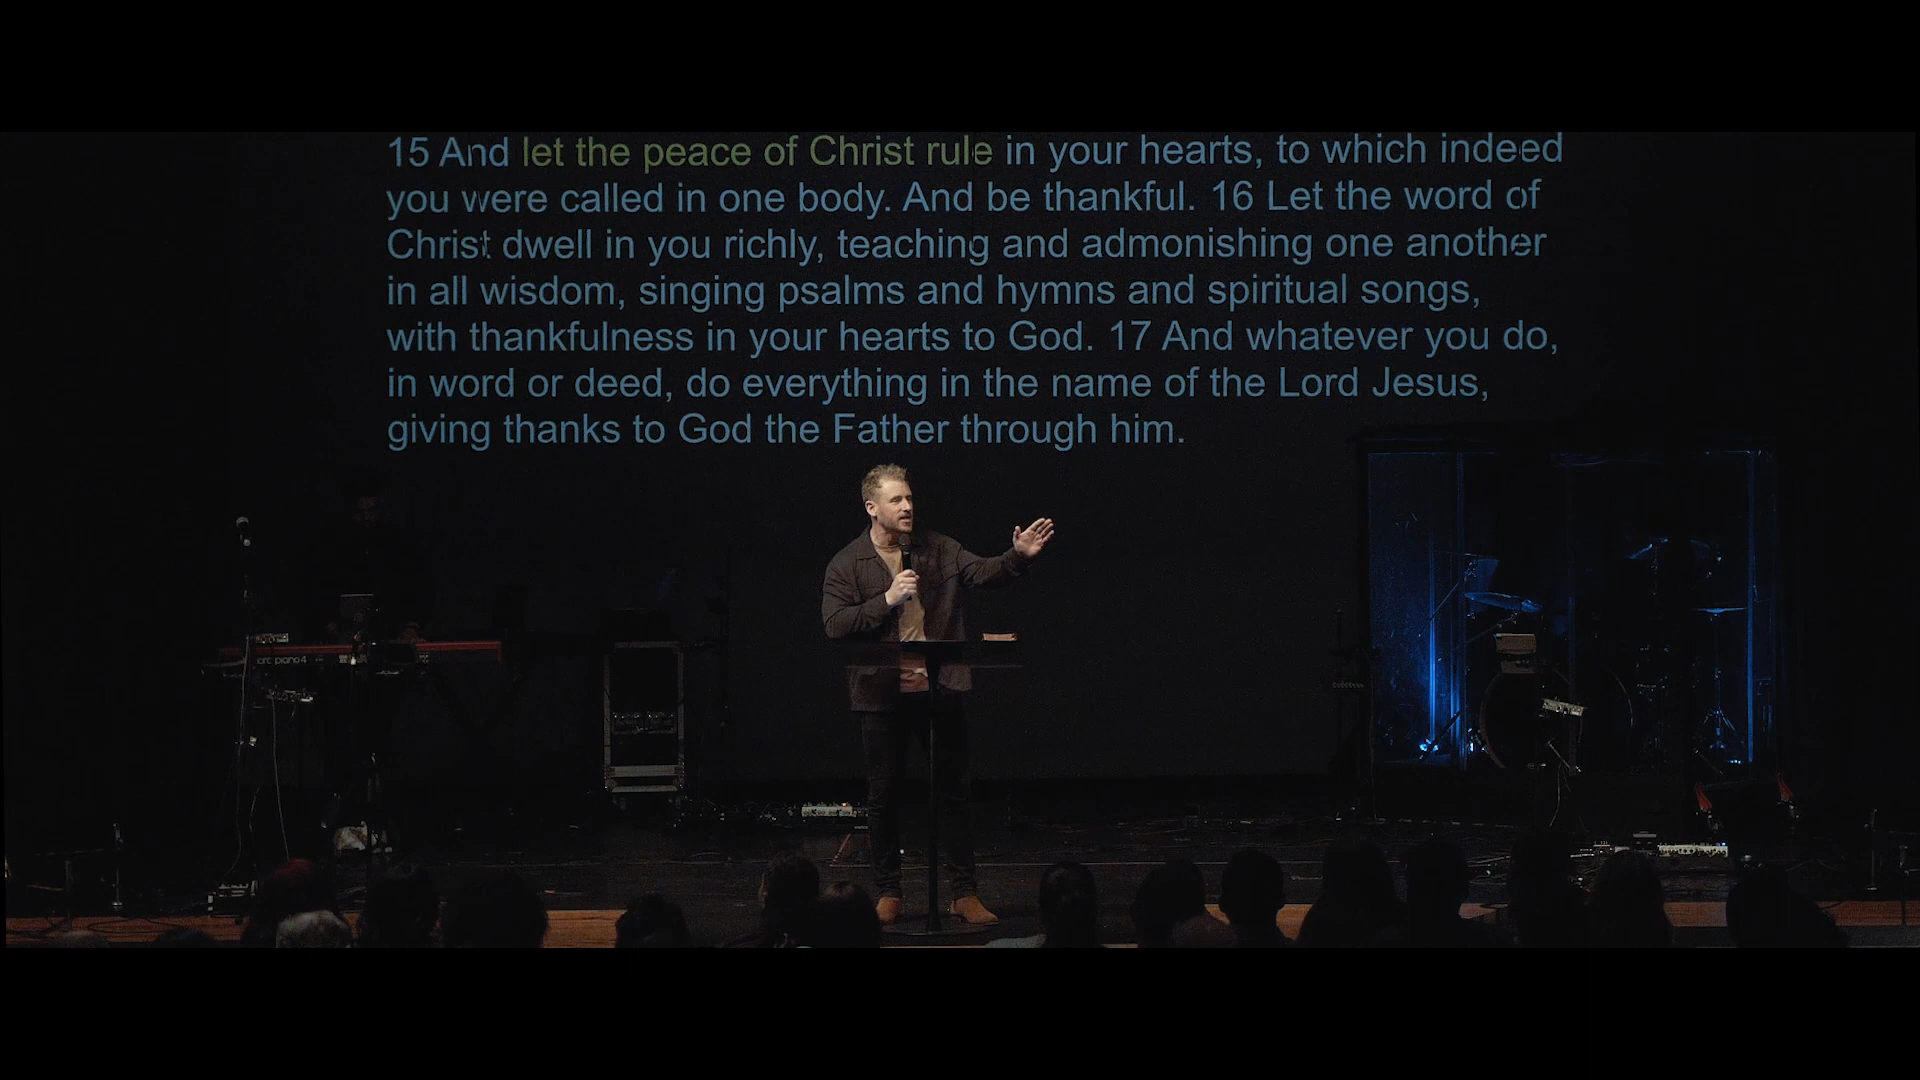 15 And let the peace of Christ rule in your hearts, to which indeed
you were called in one body. And be thankful. 16 Let the word of
Christ dwell in you richly, teaching and admonishing one another
in all wisdom, singing psalms and hymns and spiritual songs,
with thankfulness in your hearts to God. 17 And whatever you do,
in word or deed, do everything in the name of the Lord Jesus,
giving thanks to God the Father through him.
piano 4